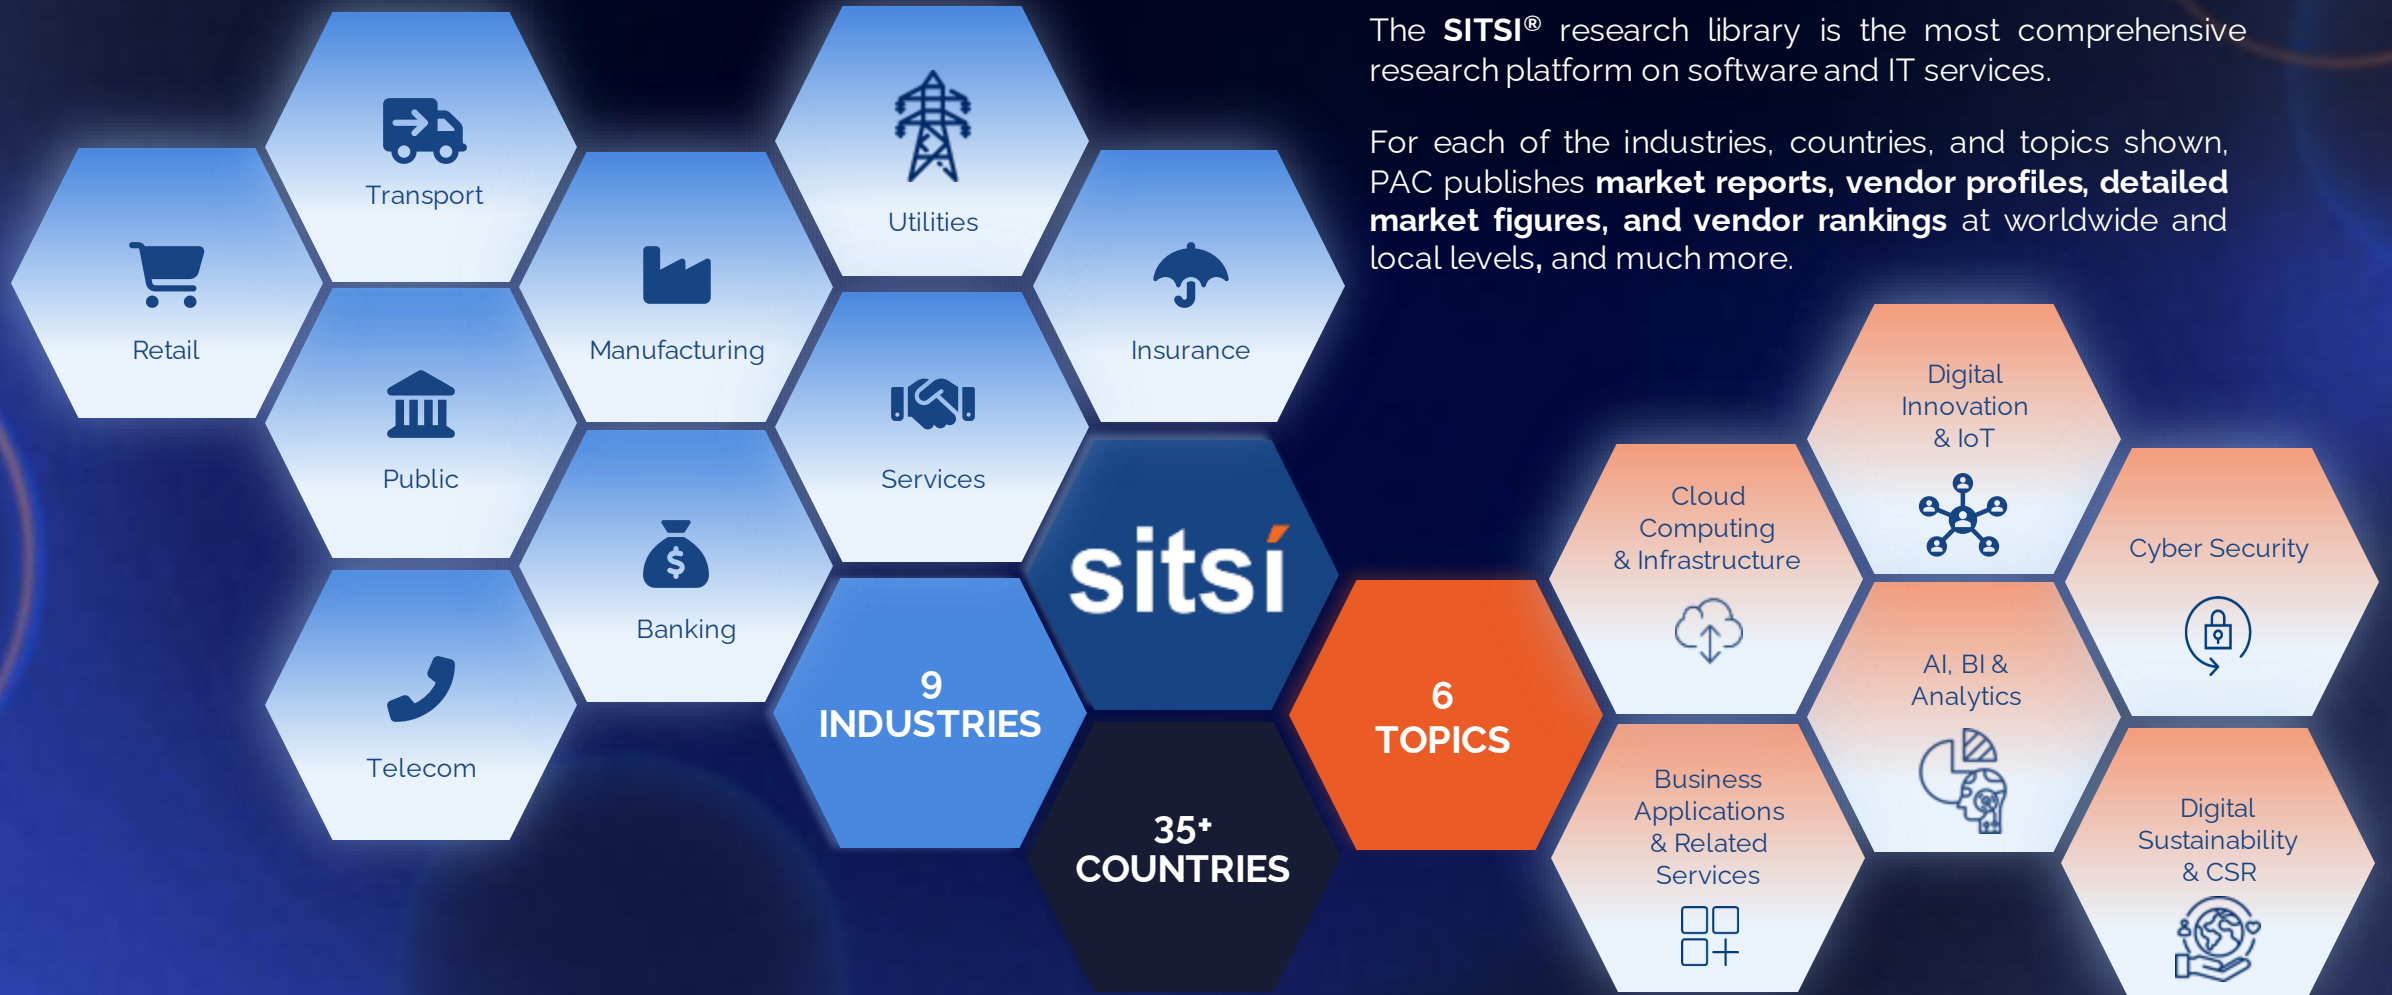 The SITSI® research library is the most comprehensive
research platform on software and IT services.
For each of the industries, countries, and topics shown,
PAC publishes market reports, vendor profiles, detailed
market figures, and vendor rankings at worldwide and
local levels, and much more.
Transport
Utilities
Retail
Manufacturing
Insurance
Public
Services
Banking
Telecom
sitsí
9
INDUSTRIES
35+
COUNTRIES
6
TOPICS
Digital
Innovation
& IoT
Cloud
Computing
& Infrastructure
Cyber Security
AI, BI &
Analytics
Business
Applications
& Related
Services
Digital
Sustainability
& CSR
$